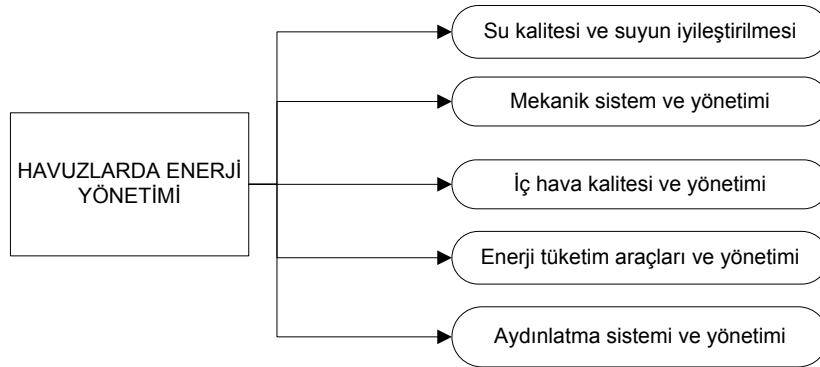 HAVUZLARDA ENERJİ
YÖNETİMİ
Su kalitesi ve suyun iyileştirilmesi
Mekanik sistem ve yönetimi
İç hava kalitesi ve yönetimi
Enerji tüketim araçları ve yönetimi
Aydınlatma sistemi ve yönetimi